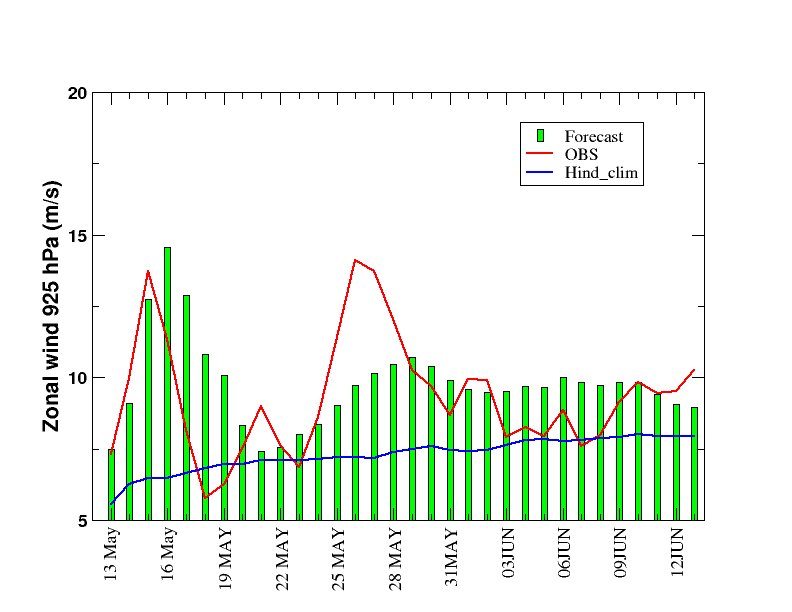 20
15
10
5
Zonal wind 925 hPa (m/s)
Forecast
OBS
Hind_clim
13 May
16 May
19 MAY
22 MAY
25 MAY
28 MAY
31MAY
03JUN
06JUN
09JUN
12JUN